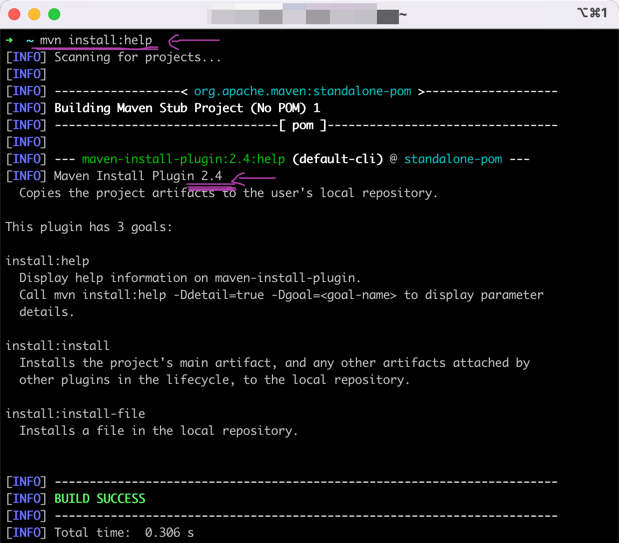 ~ ⌥⌘1
→ ~ mvn install:help
[INFO] Scanning for projects...
[INFO]
[INFO] ------------------< org.apache.maven:standalone-pom >-------------------
[INFO] Building Maven Stub Project (No POM) 1
[INFO] --------------------------------[ pom ]---------------------------------
[INFO]
[INFO] --- maven-install-plugin:2.4:help (default-cli) @ standalone-pom ---
[INFO] Maven Install Plugin 2.4
Copies the project artifacts to the user's local repository.
This plugin has 3 goals:
install:help
Display help information on maven-install-plugin.
Call mvn install:help -Ddetail=true -Dgoal=<goal-name> to display parameter
details.
install:install
Installs the project's main artifact, and any other artifacts attached by
other plugins in the lifecycle, to the local repository.
install:install-file
Installs a file in the local repository.
[INFO] ------------------------------------------------------------------------
[INFO] BUILD SUCCESS
[INFO] ------------------------------------------------------------------------
[INFO] Total time:  0.306 s